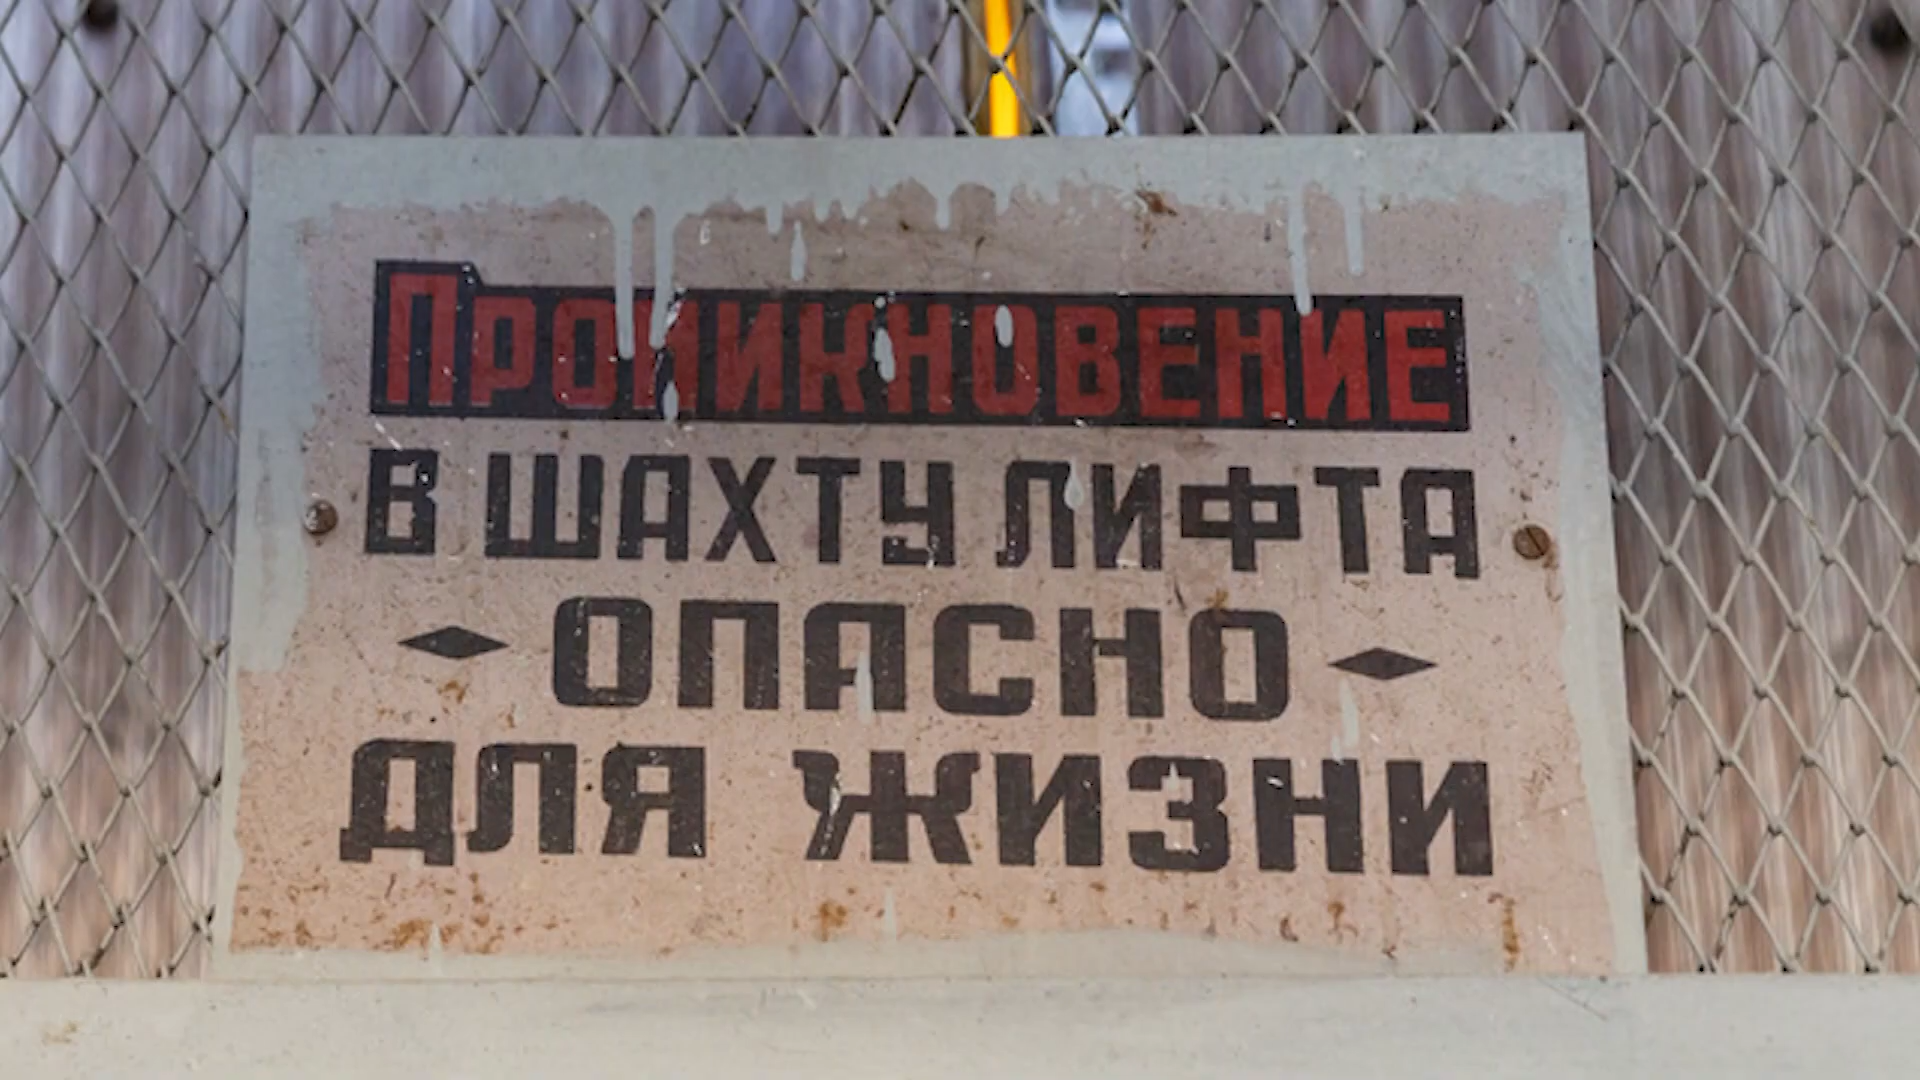 Проникновение
В ШАХТУ ЛИФТА
ОПАСНО
ДЛЯ ЖИЗНИ